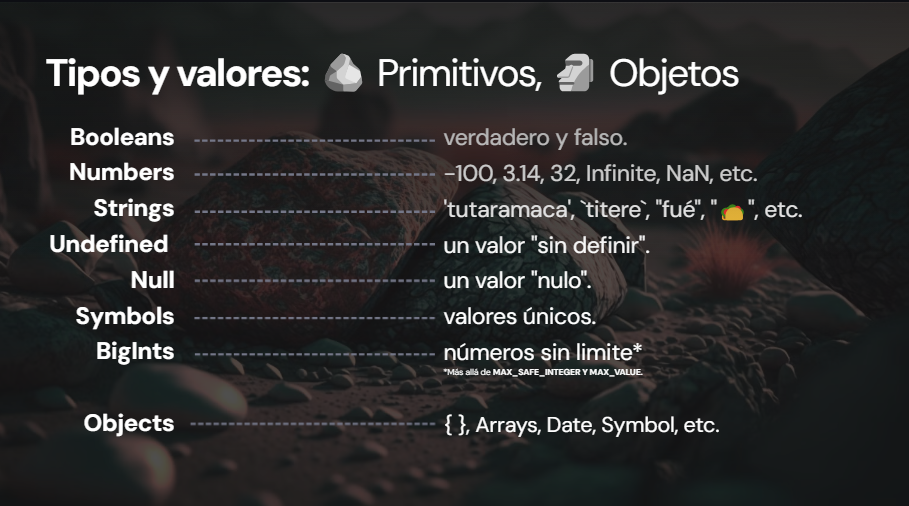 Tipos y valores: 🪨 Primitivos, 🗿 Objetos
Booleans ---------------------------------- verdadero y falso.
Numbers ---------------------------------- -100, 3.14, 32, Infinite, NaN, etc.
Strings ---------------------------------- 'tutaramaca', `titere`, "fué", " 🌮 ", etc.
Undefined ---------------------------------- un valor "sin definir".
Null ---------------------------------- un valor "nulo".
Symbols ---------------------------------- valores únicos.
BigInts ---------------------------------- números sin limite*
*Más allá de MAX_SAFE_INTEGER Y MAX_VALUE.
Objects ---------------------------------- { }, Arrays, Date, Symbol, etc.